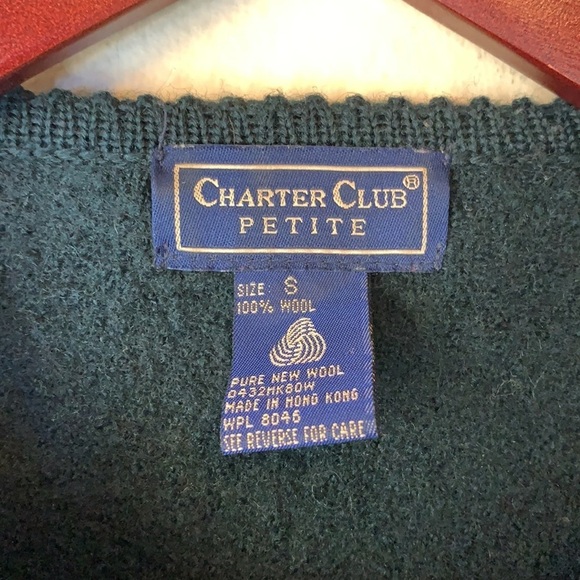 CHARTER CLUB®
PETITE
SIZE: S
100% WOOL
PURE NEW WOOL
0432MK80W
MADE IN HONG KONG
WPL 8046
SEE REVERSE FOR CARE